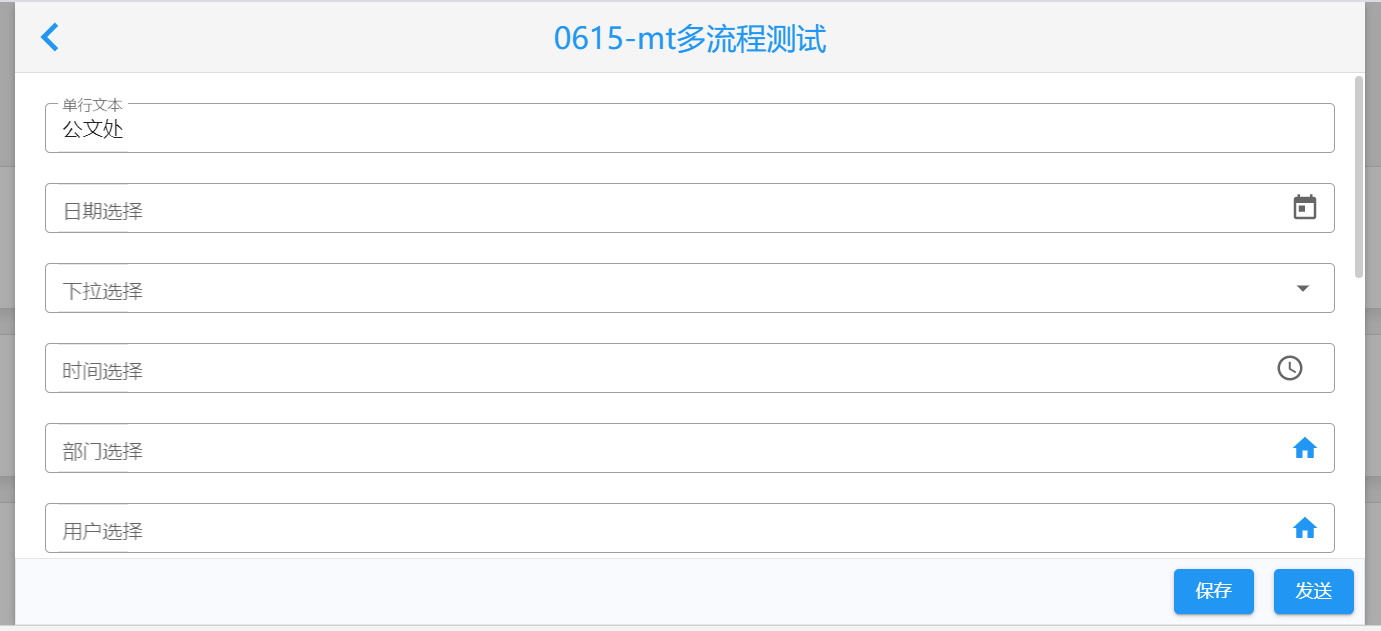 0615-mt多流程测试
单行文本
公文处
日期选择
下拉选择
时间选择
部门选择
用户选择
保存
发送